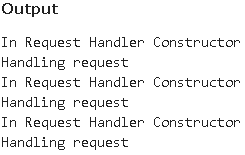 Output
In Request Handler Constructor
Handling request
In Request Handler Constructor
Handling request
In Request Handler Constructor
Handling request